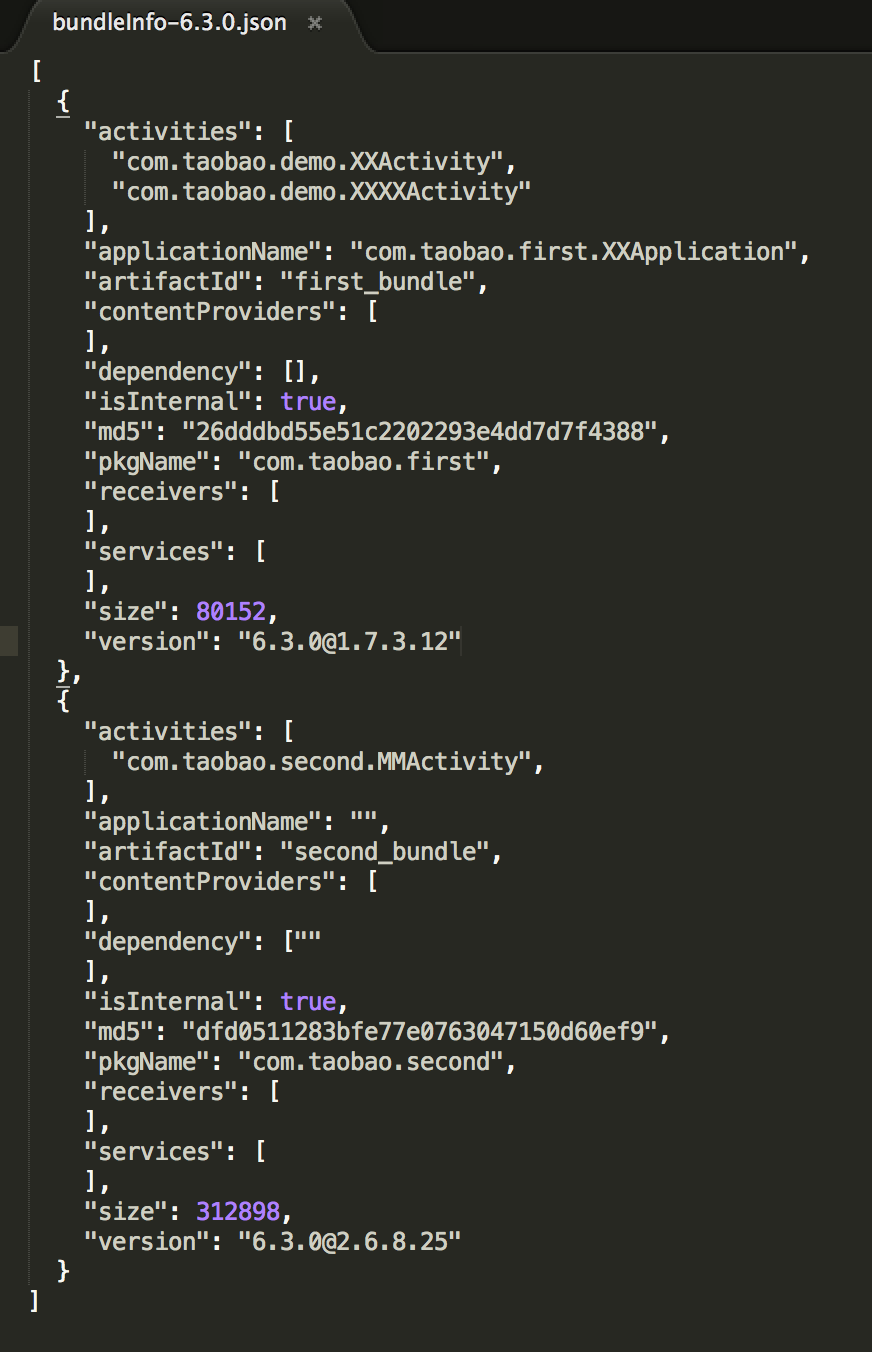 bundleInfo-6.3.0.json ×
[
  {
    "activities": [
      "com.taobao.demo.XXActivity",
      "com.taobao.demo.XXXXActivity"
    ],
    "applicationName": "com.taobao.first.XXApplication",
    "artifactId": "first_bundle",
    "contentProviders": [
    ],
    "dependency": [],
    "isInternal": true,
    "md5": "26dddbd55e51c2202293e4dd7d7f4388",
    "pkgName": "com.taobao.first",
    "receivers": [
    ],
    "services": [
    ],
    "size": 80152,
    "version": "6.3.0@1.7.3.12"
  },
  {
    "activities": [
      "com.taobao.second.MMActivity",
    ],
    "applicationName": "",
    "artifactId": "second_bundle",
    "contentProviders": [
    ],
    "dependency": [""
    ],
    "isInternal": true,
    "md5": "dfd0511283bfe77e0763047150d60ef9",
    "pkgName": "com.taobao.second",
    "receivers": [
    ],
    "services": [
    ],
    "size": 312898,
    "version": "6.3.0@2.6.8.25"
  }
]